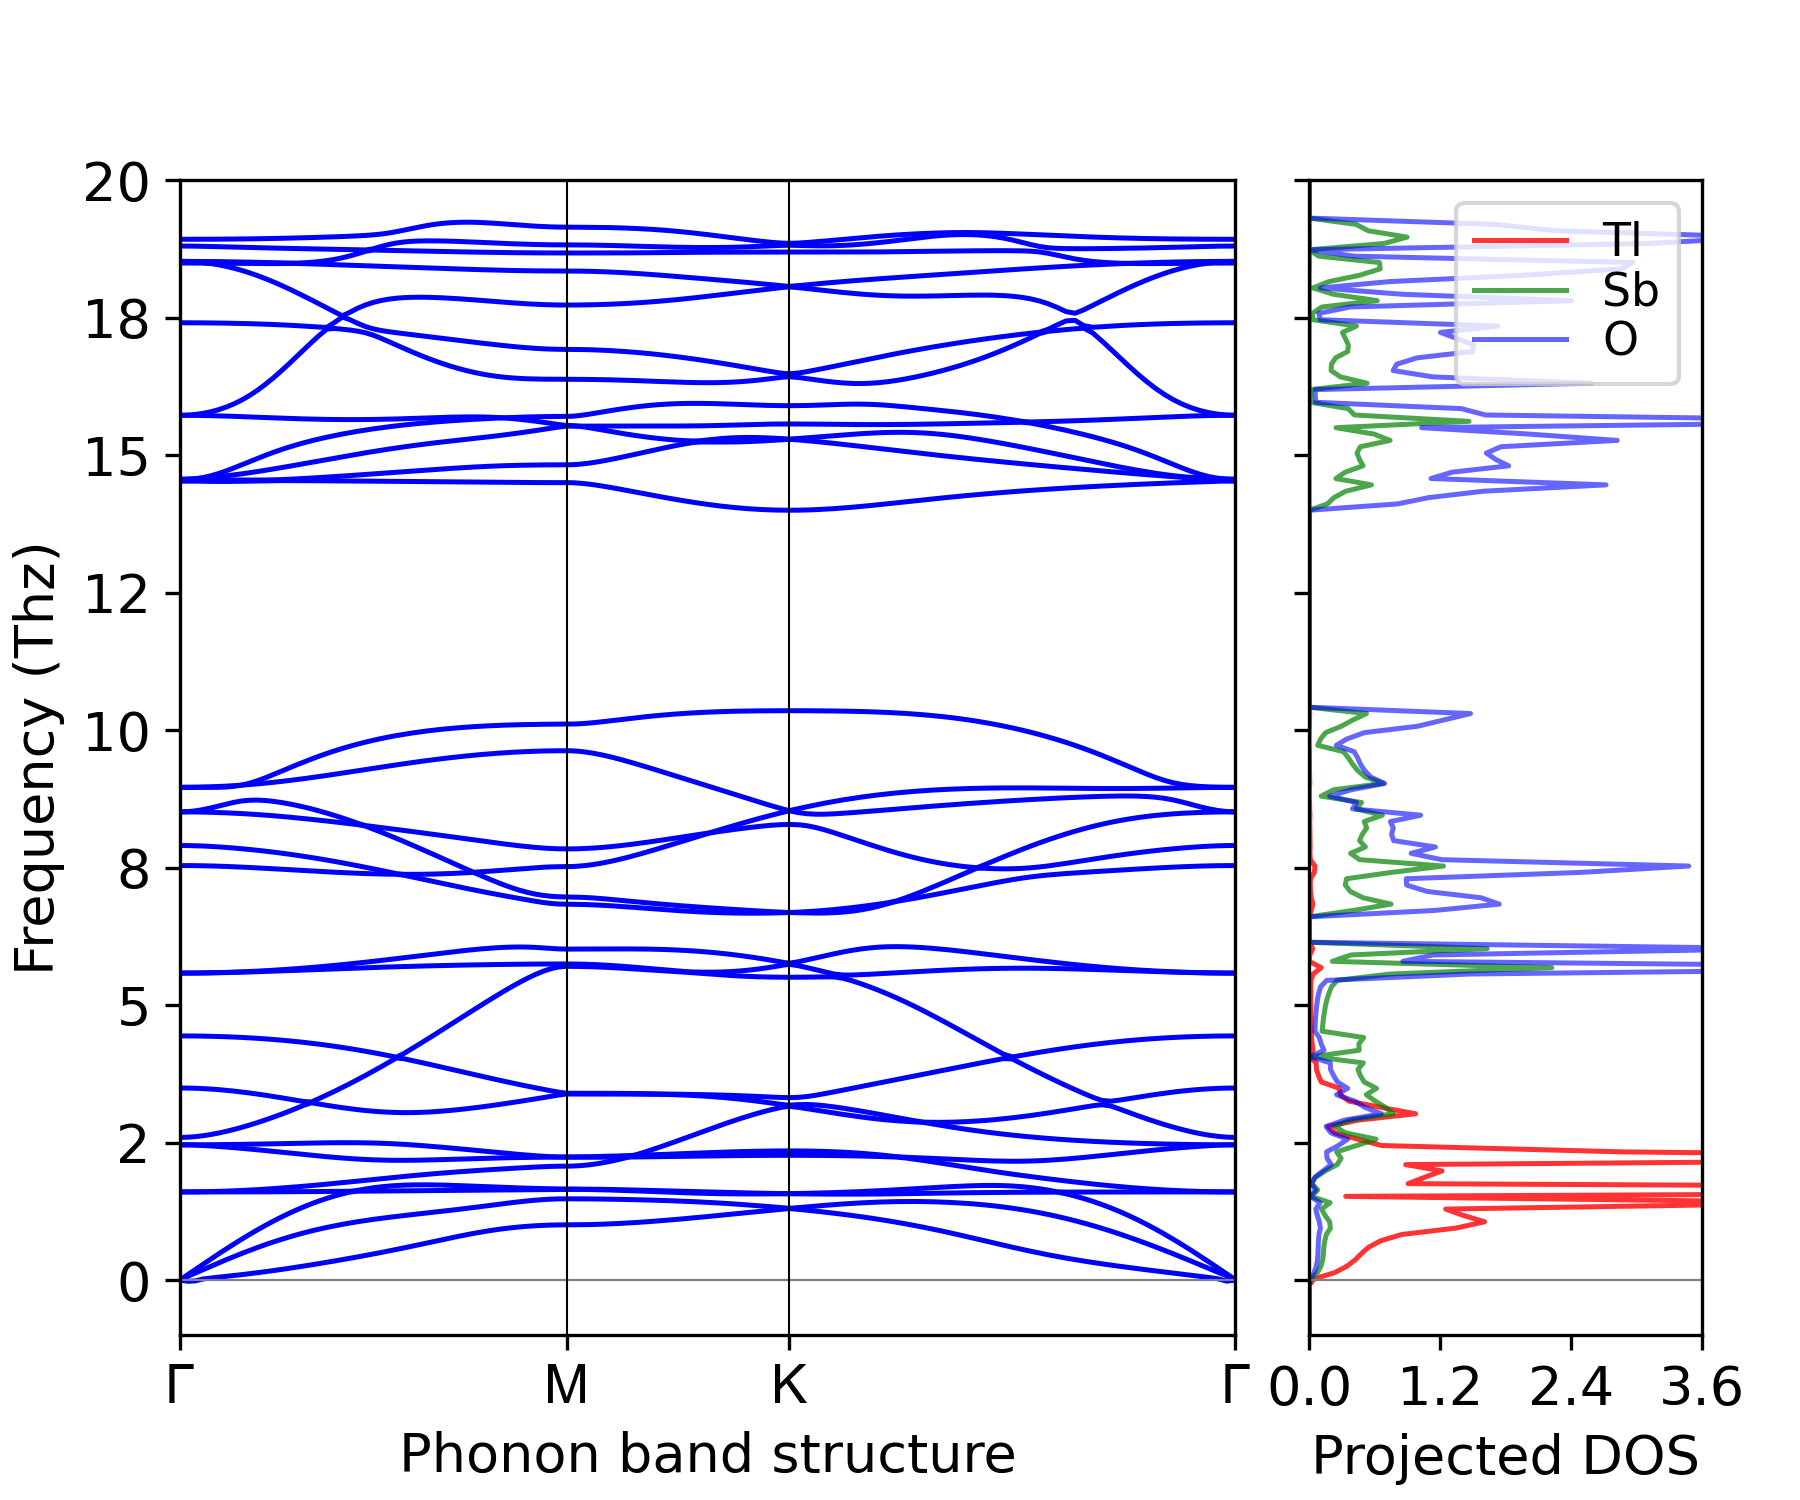 20
18
15
12
10
8
5
2
0
Frequency (Thz)
Γ M K Γ
Phonon band structure
Tl
Sb
O
0.0 1.2 2.4 3.6
Projected DOS